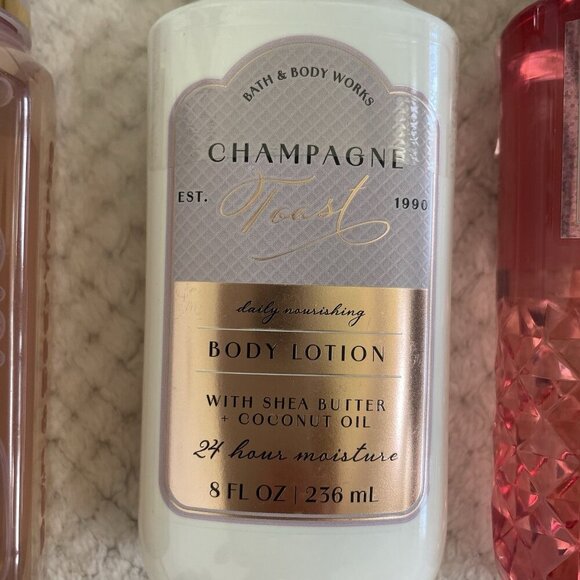 BATH & BODY WORKS
CHAMPAGNE
EST. Toast 1990
daily nourishing
BODY LOTION
WITH SHEA BUTTER
+ COCONUT OIL
24 hour moisture
8 FL OZ | 236 mL